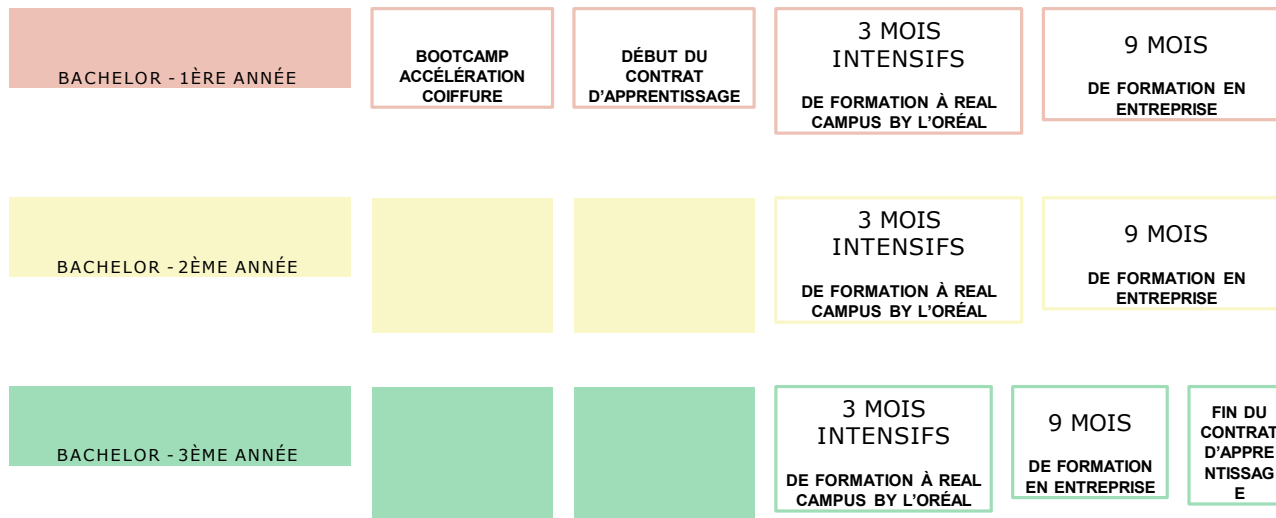 BACHELOR - 1ÈRE ANNÉE
BOOTCAMP
ACCÉLÉRATION
COIFFURE
DÉBUT DU
CONTRAT
D'APPRENTISSAGE
3 MOIS
INTENSIFS
DE FORMATION À REAL
CAMPUS BY L'ORÉAL
9 MOIS
DE FORMATION EN
ENTREPRISE
BACHELOR - 2ÈME ANNÉE
3 MOIS
INTENSIFS
DE FORMATION À REAL
CAMPUS BY L'ORÉAL
9 MOIS
DE FORMATION EN
ENTREPRISE
BACHELOR - 3ÈME ANNÉE
3 MOIS
INTENSIFS
DE FORMATION À REAL
CAMPUS BY L'ORÉAL
9 MOIS
DE FORMATION
EN ENTREPRISE
FIN DU
CONTRAT
D'APPRE
NTISSAG
E